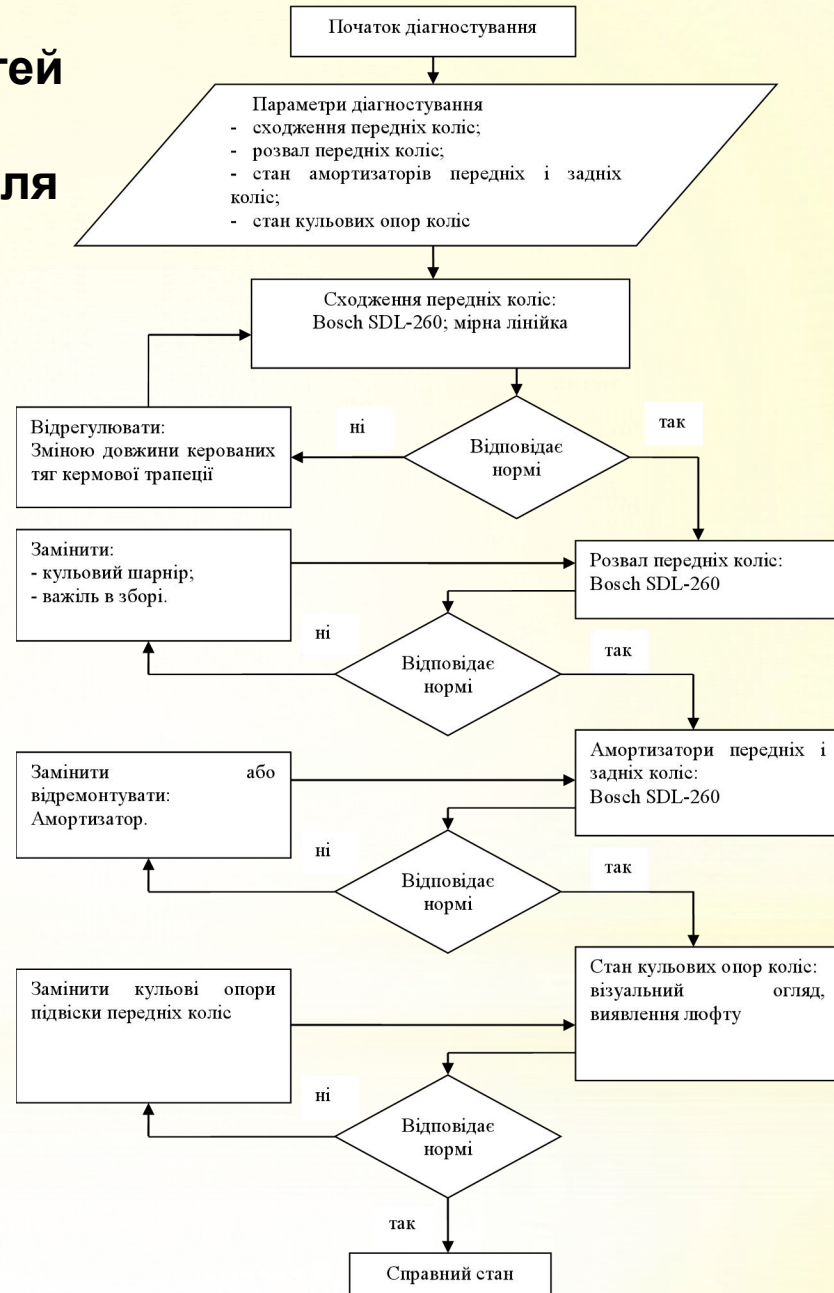 тей
ля
Початок діагностування
Параметри діагностування
- сходження передніх коліс;
- розвал передніх коліс;
- стан амортизаторів передніх і задніх
коліс;
- стан кульових опор коліс
Сходження передніх коліс:
Bosch SDL-260; мірна лінійка
Відрегулювати:
Зміною довжини керованих
тяг кермової трапеції
ні
Відповідає
нормі
так
Замінити:
- кульовий шарнір;
- важіль в зборі.
Розвал передніх коліс:
Bosch SDL-260
ні
Відповідає
нормі
так
Замінити або
відремонтувати:
Амортизатор.
Амортизатори передніх і
задніх коліс:
Bosch SDL-260
ні
Відповідає
нормі
так
Замінити кульові опори
підвіски передніх коліс
Стан кульових опор коліс:
візуальний огляд,
виявлення люфту
ні
Відповідає
нормі
так
Справний стан